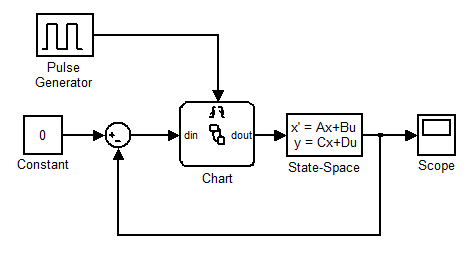 Pulse
Generator
0
Constant
+
-
din
dout
Chart
x' = Ax+Bu
y = Cx+Du
State-Space
Scope